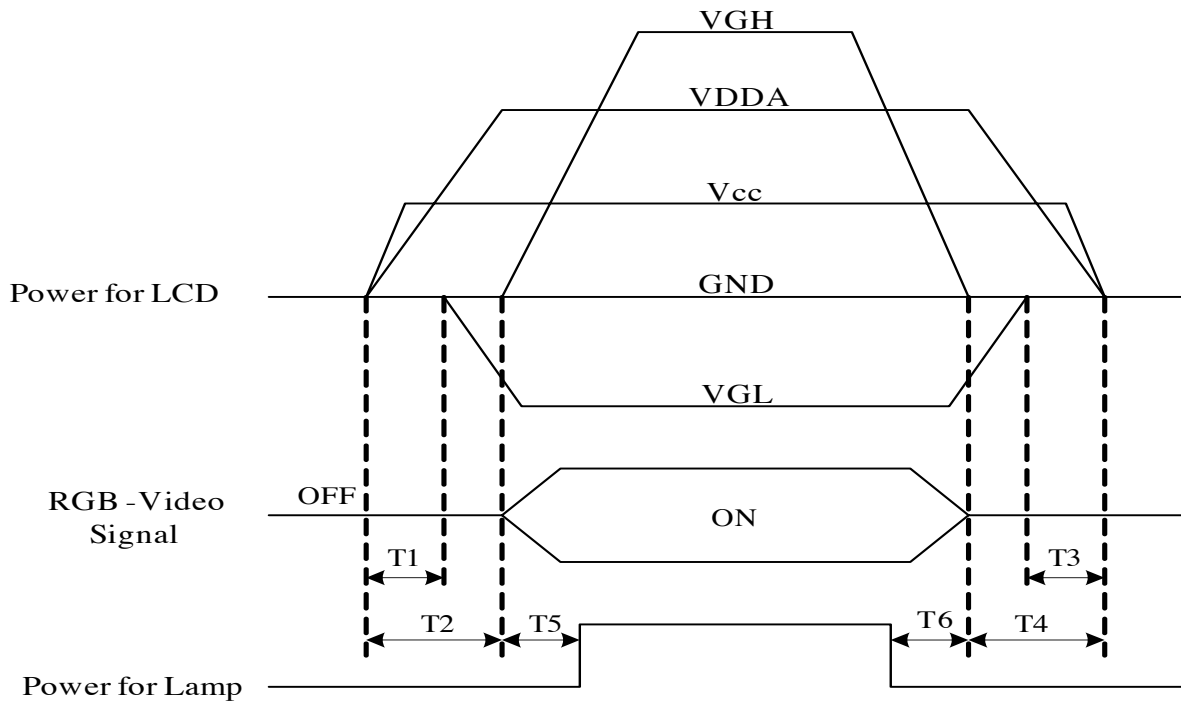 VGH
VDDA
Vcc
Power for LCD
GND
VGL
RGB -Video
Signal
OFF
ON
T1
T3
T2
T5
T6
T4
Power for Lamp